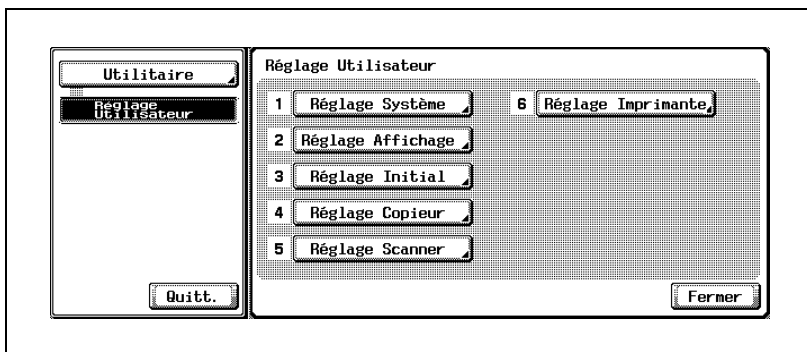 Utilitaire
Réglage
Utilisateur
Quitt.
Réglage Utilisateur
1 Réglage Système
2 Réglage Affichage
3 Réglage Initial
4 Réglage Copieur
5 Réglage Scanner
6 Réglage Imprimante
Fermer